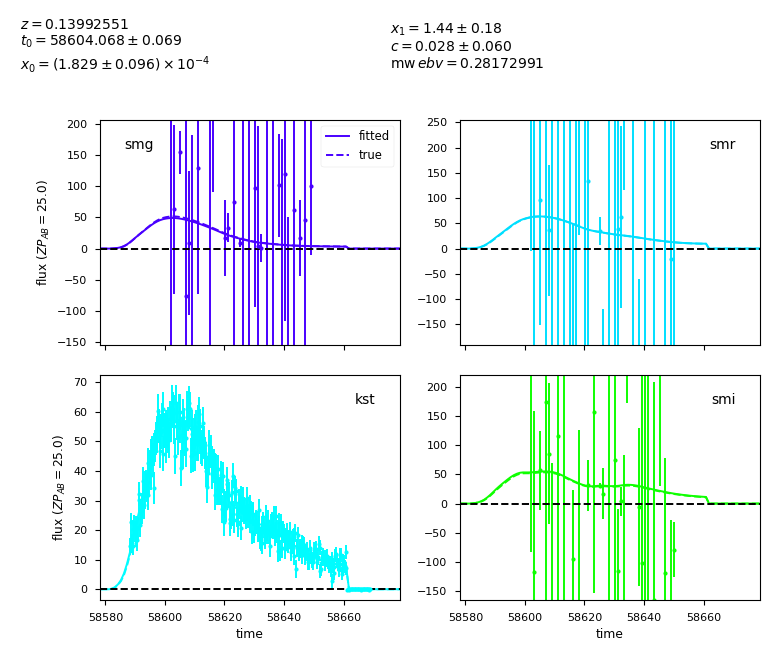 z = 0.13992551
t0 = 58604.068 ± 0.069
x0 = (1.829 ± 0.096) × 10^−4
x1 = 1.44 ± 0.18
c = 0.028 ± 0.060
mw ebv = 0.28172991
smg
fitted
true
200
150
100
50
0
−50
−100
−150
flux (ZP_AB = 25.0)
smr
250
200
150
100
50
0
−50
−100
−150
kst
70
60
50
40
30
20
10
0
flux (ZP_AB = 25.0)
58580 58600 58620 58640 58660
time
smi
200
150
100
50
0
−50
−100
−150
58580 58600 58620 58640 58660
time